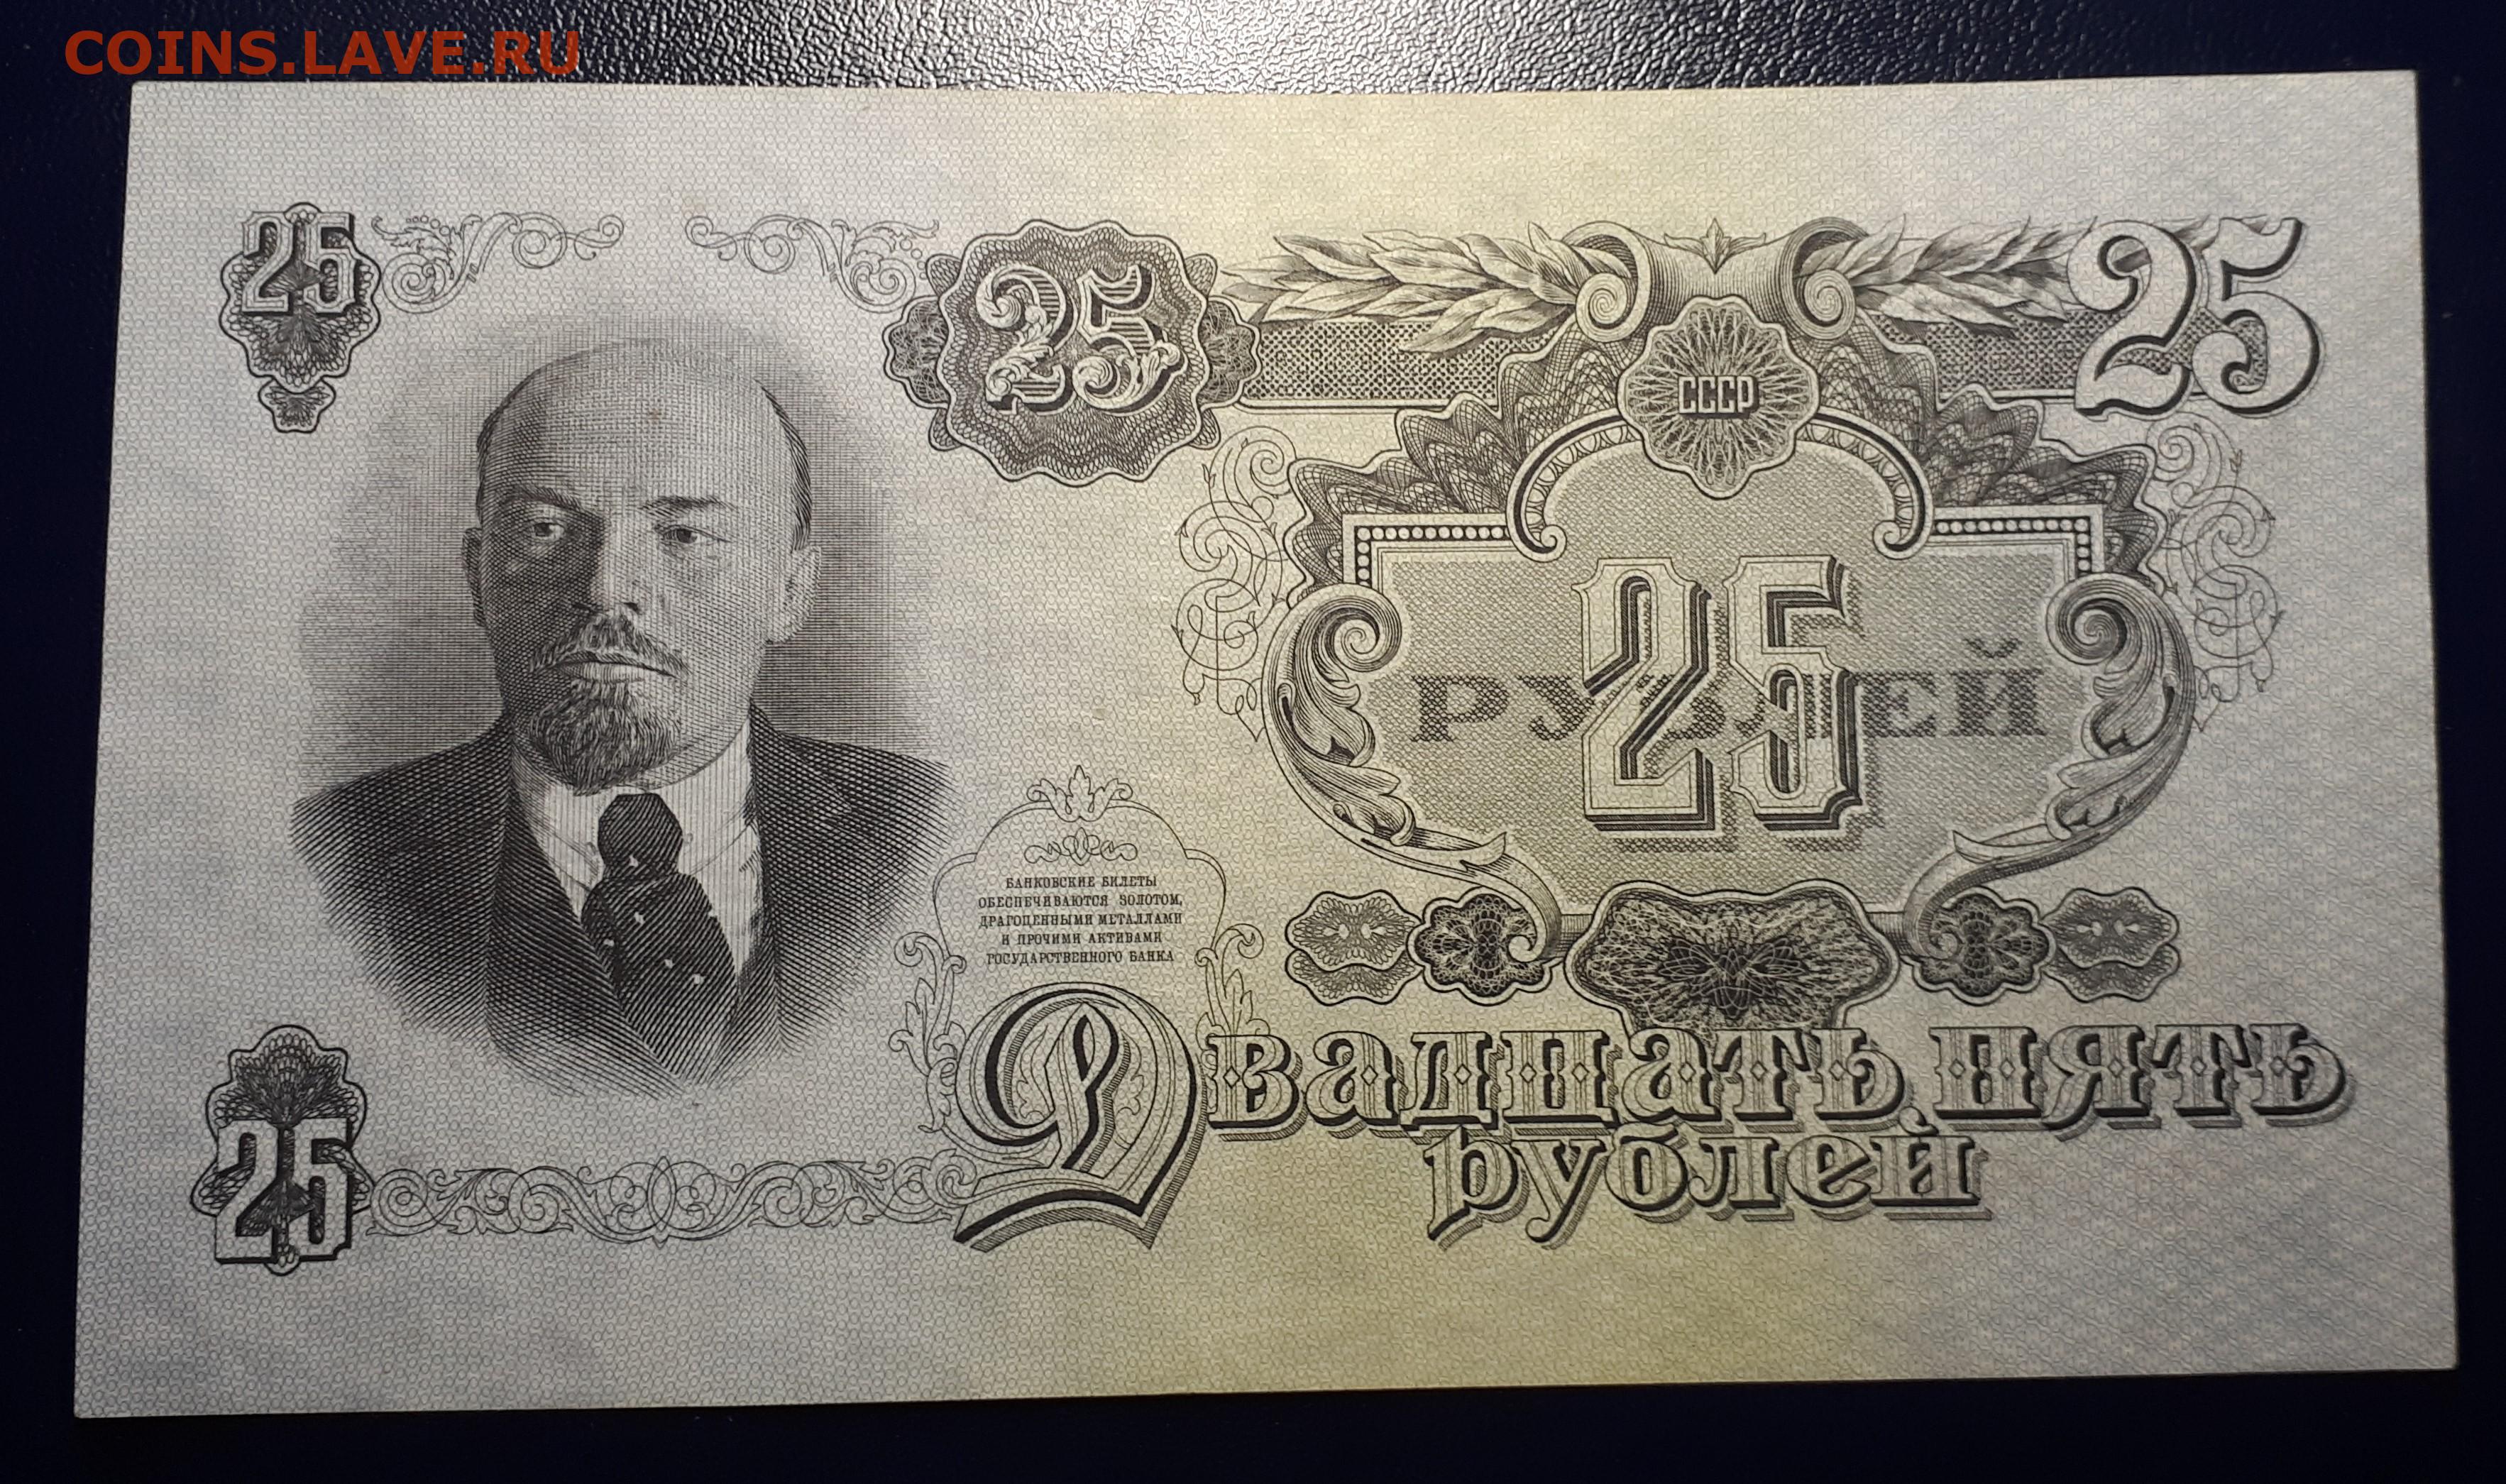 COINS.LAVE.RU
25
25
25
СССР
25
РУБЛЕЙ
БАНКОВСКИЕ БИЛЕТЫ
ОБЕСПЕЧИВАЮТСЯ ЗОЛОТОМ,
ДРАГОЦЕННЫМИ МЕТАЛЛАМИ
И ПРОЧИМИ АКТИВАМИ
ГОСУДАРСТВЕННОГО БАНКА
Двадцать пять
рублей
25